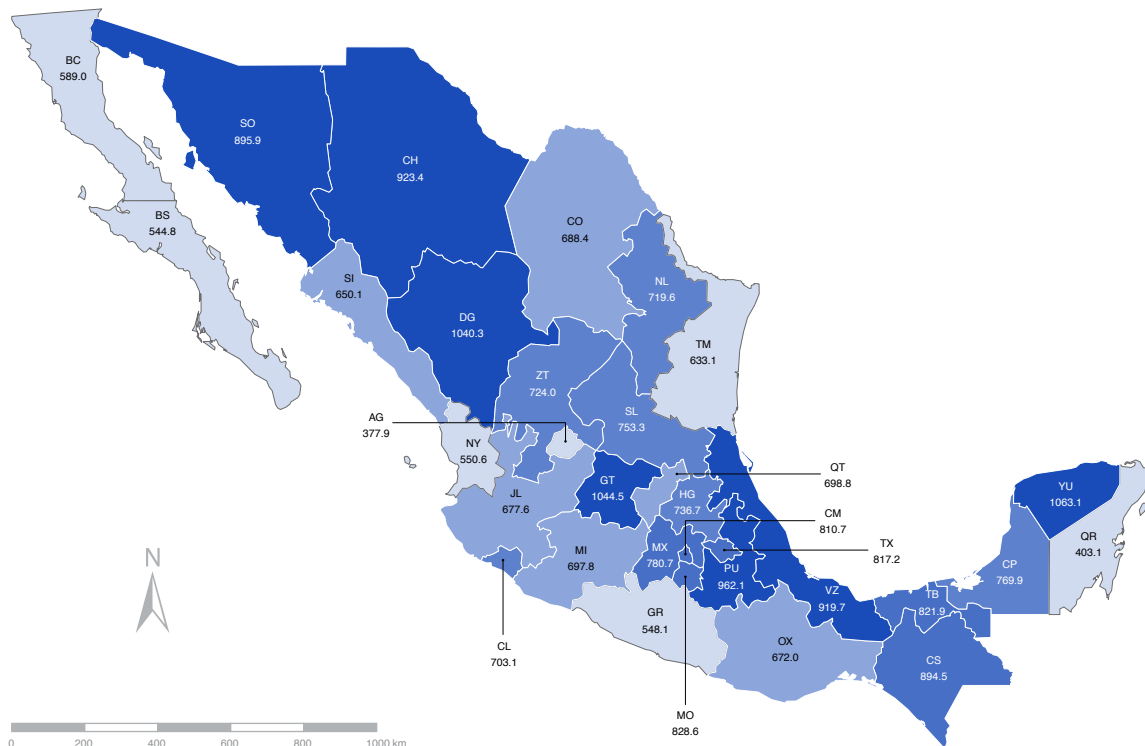 BC
589.0
SO
895.9
CH
923.4
BS
544.8
CO
688.4
SI
650.1
NL
719.6
DG
1040.3
TM
633.1
ZT
724.0
AG
377.9
SL
753.3
NY
550.6
QT
698.8
GT
1044.5
YU
1063.1
JL
677.6
HG
736.7
CM
810.7
QR
403.1
TX
817.2
MI
697.8
MX
780.7
PU
962.1
CP
769.9
VZ
919.7
TB
821.9
GR
548.1
N
CL
703.1
OX
672.0
CS
894.5
MO
828.6
0 200 400 600 800 1000 km